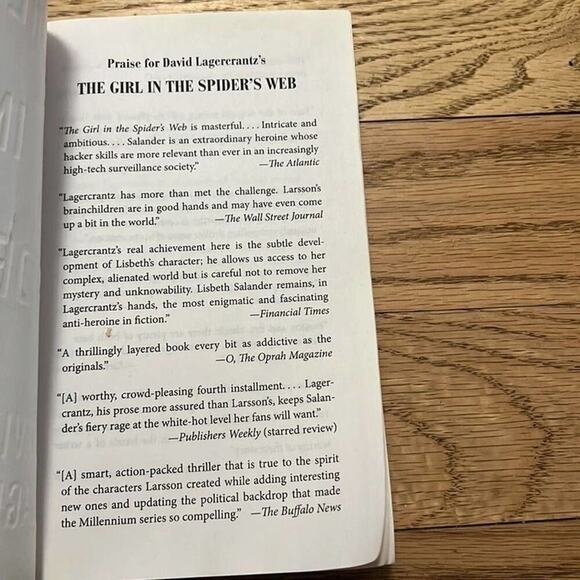 Praise for David Lagercrantz's
THE GIRL IN THE SPIDER'S WEB
"The Girl in the Spider's Web is masterful. . . . Intricate and
ambitious. . . . Salander is an extraordinary heroine whose
hacker skills are more relevant than ever in an increasingly
high-tech surveillance society." —The Atlantic
"Lagercrantz has more than met the challenge. Larsson's
brainchildren are in good hands and may have even come
up a bit in the world." —The Wall Street Journal
"Lagercrantz's real achievement here is the subtle devel-
opment of Lisbeth's character; he allows us access to her
complex, alienated world but is careful not to remove her
mystery and unknowability. Lisbeth Salander remains, in
Lagercrantz's hands, the most enigmatic and fascinating
anti-heroine in fiction." —Financial Times
"A thrillingly layered book every bit as addictive as the
originals." —O, The Oprah Magazine
"[A] worthy, crowd-pleasing fourth installment. . . . Lager-
crantz, his prose more assured than Larsson's, keeps Salan-
der's fiery rage at the white-hot level her fans will want."
—Publishers Weekly (starred review)
"[A] smart, action-packed thriller that is true to the spirit
of the characters Larsson created while adding interesting
new ones and updating the political backdrop that made
the Millennium series so compelling." —The Buffalo News